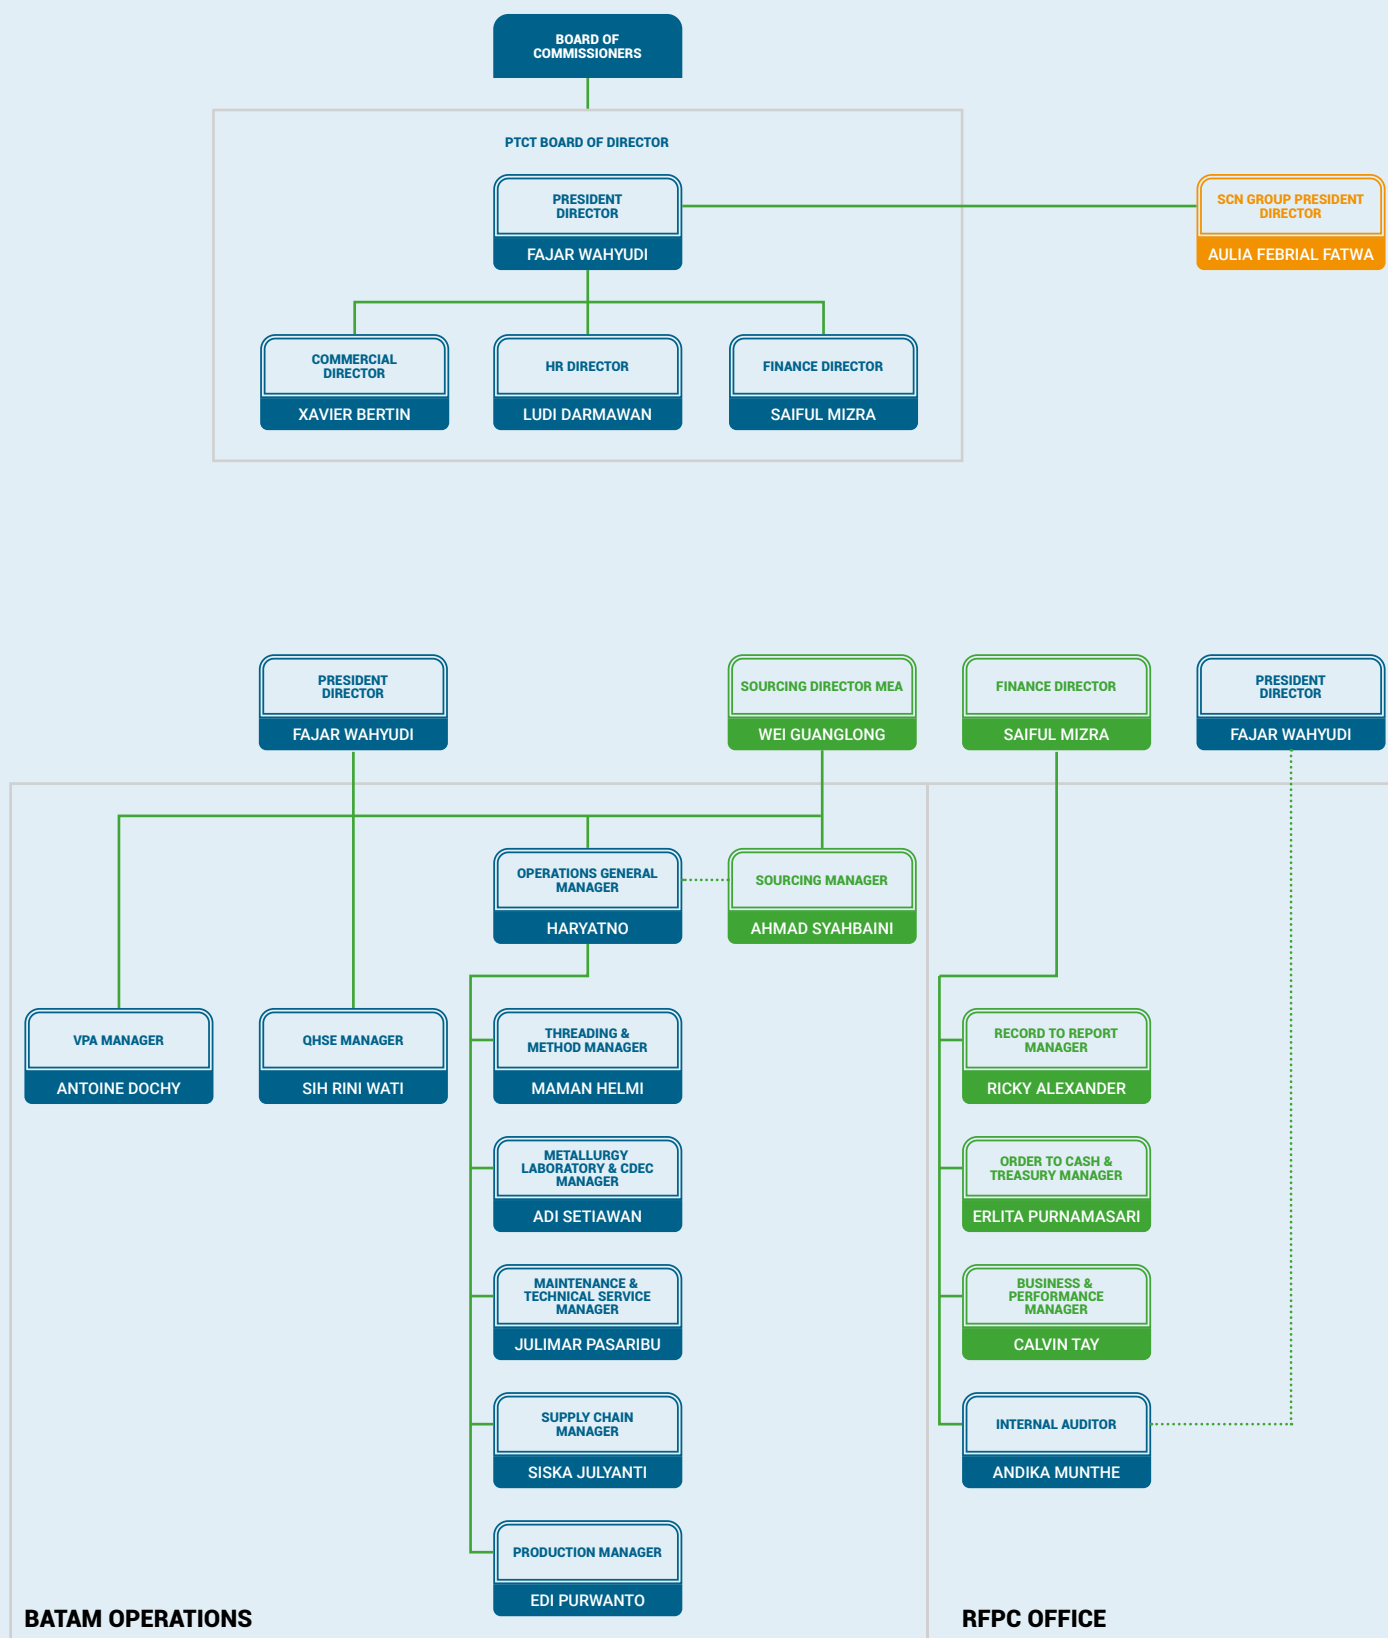 BOARD OF
COMMISSIONERS
PTCT BOARD OF DIRECTOR
PRESIDENT
DIRECTOR
FAJAR WAHYUDI
SCN GROUP PRESIDENT
DIRECTOR
AULIA FEBRIAL FATWA
COMMERCIAL
DIRECTOR
XAVIER BERTIN
HR DIRECTOR
LUDI DARMAWAN
FINANCE DIRECTOR
SAIFUL MIZRA
PRESIDENT
DIRECTOR
FAJAR WAHYUDI
SOURCING DIRECTOR MEA
WEI GUANGLONG
FINANCE DIRECTOR
SAIFUL MIZRA
PRESIDENT
DIRECTOR
FAJAR WAHYUDI
OPERATIONS GENERAL
MANAGER
HARYATNO
SOURCING MANAGER
AHMAD SYAHBAINI
VPA MANAGER
ANTOINE DOCHY
QHSE MANAGER
SIH RINI WATI
THREADING &
METHOD MANAGER
MAMAN HELMI
METALLURGY
LABORATORY & CDEC
MANAGER
ADI SETIAWAN
MAINTENANCE &
TECHNICAL SERVICE
MANAGER
JULIMAR PASARIBU
SUPPLY CHAIN
MANAGER
SISKA JULYANTI
PRODUCTION MANAGER
EDI PURWANTO
BATAM OPERATIONS
RECORD TO REPORT
MANAGER
RICKY ALEXANDER
ORDER TO CASH &
TREASURY MANAGER
ERLITA PURNAMASARI
BUSINESS &
PERFORMANCE
MANAGER
CALVIN TAY
INTERNAL AUDITOR
ANDIKA MUNTHE
RFPC OFFICE